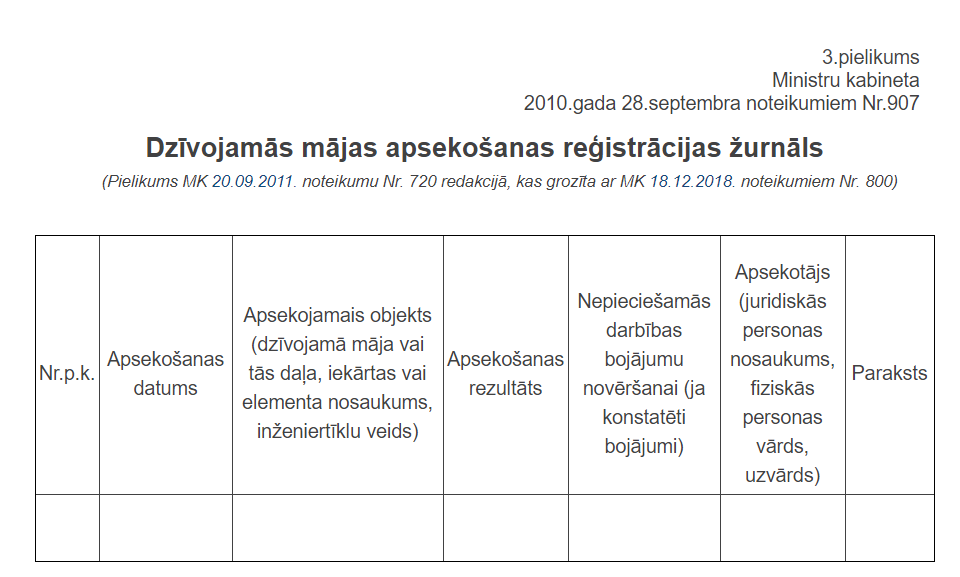 3.pielikums
Ministru kabineta
2010.gada 28.septembra noteikumiem Nr.907
Dzīvojamās mājas apsekošanas reģistrācijas žurnāls
(Pielikums MK 20.09.2011. noteikumu Nr. 720 redakcijā, kas grozīta ar MK 18.12.2018. noteikumiem Nr. 800)
Nr.p.k.
Apsekošanas
datums
Apsekojamais objekts
(dzīvojamā māja vai
tās daļa, iekārtas vai
elementa nosaukums,
inženiertīklu veids)
Apsekošanas
rezultāts
Nepieciešamās
darbības
bojājumu
novēršanai (ja
konstatēti
bojājumi)
Apsekotājs
(juridiskās
personas
nosaukums,
fiziskās
personas
vārds,
uzvārds)
Paraksts